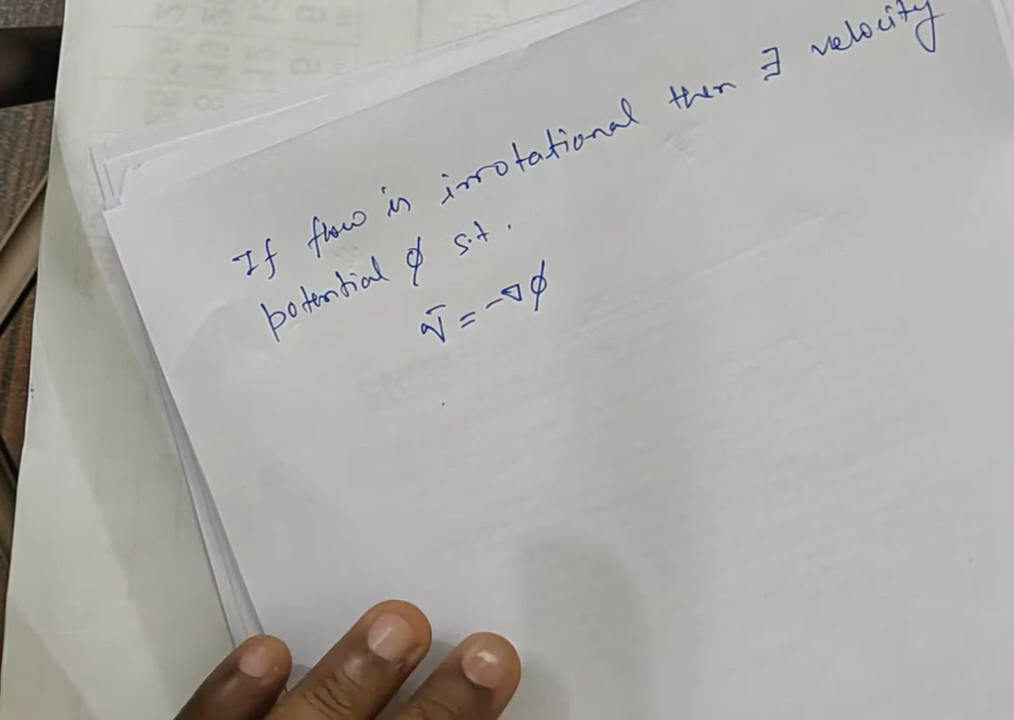 If flow is irrotational then ∃ velocity
potential ϕ s.t.
v̄ = -∇ϕ